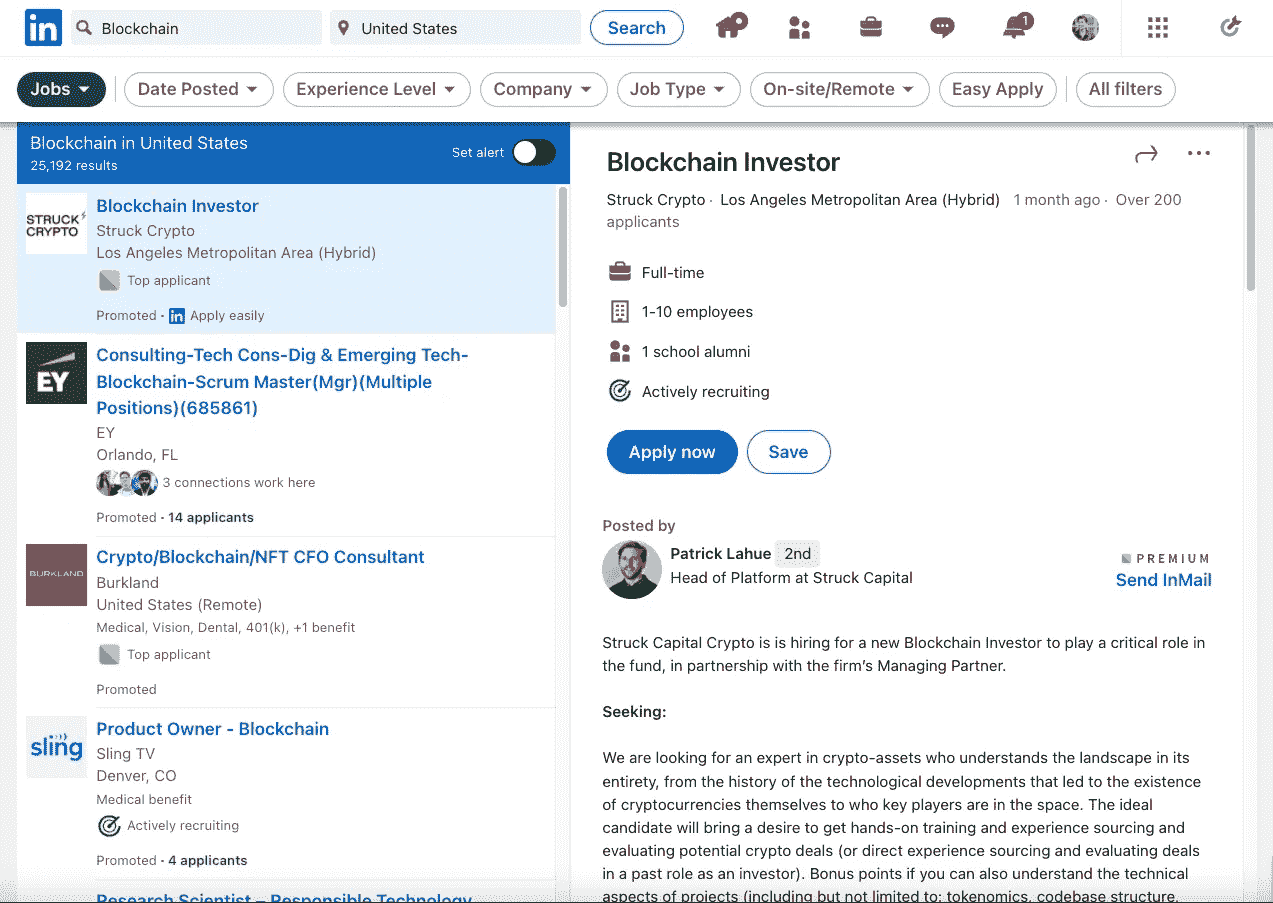 in Blockchain United States Search 1
Jobs Date Posted Experience Level Company Job Type On-site/Remote Easy Apply All filters
Blockchain in United States
25,192 results
Set alert
STRUCK
CRYPTO
Blockchain Investor
Struck Crypto
Los Angeles Metropolitan Area (Hybrid)
Top applicant
Promoted · in Apply easily
EY
Consulting-Tech Cons-Dig & Emerging Tech-
Blockchain-Scrum Master(Mgr)(Multiple
Positions)(685861)
EY
Orlando, FL
3 connections work here
Promoted · 14 applicants
BURKLAND
Crypto/Blockchain/NFT CFO Consultant
Burkland
United States (Remote)
Medical, Vision, Dental, 401(k), +1 benefit
Top applicant
Promoted
sling
Product Owner - Blockchain
Sling TV
Denver, CO
Medical benefit
Actively recruiting
Promoted · 4 applicants
Research Scientist – Responsible Technology
Blockchain Investor
Struck Crypto · Los Angeles Metropolitan Area (Hybrid) 1 month ago · Over 200
applicants
Full-time
1-10 employees
1 school alumni
Actively recruiting
Apply now Save
Posted by
Patrick Lahue 2nd
Head of Platform at Struck Capital
PREMIUM
Send InMail
Struck Capital Crypto is is hiring for a new Blockchain Investor to play a critical role in
the fund, in partnership with the firm's Managing Partner.
Seeking:
We are looking for an expert in crypto-assets who understands the landscape in its
entirety, from the history of the technological developments that led to the existence
of cryptocurrencies themselves to who key players are in the space. The ideal
candidate will bring a desire to get hands-on training and experience sourcing and
evaluating potential crypto deals (or direct experience sourcing and evaluating deals
in a past role as an investor). Bonus points if you can also understand the technical
aspects of projects (including but not limited to: tokenomics, codebase structure,